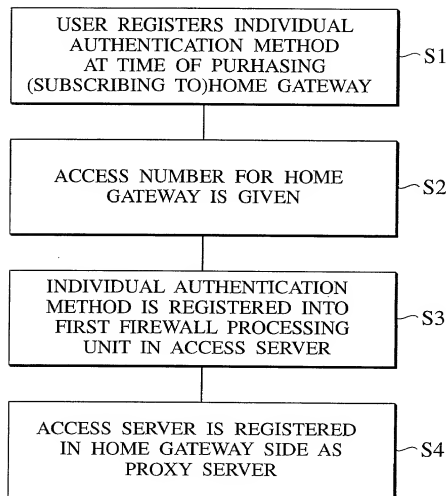 USER REGISTERS INDIVIDUAL
AUTHENTICATION METHOD
AT TIME OF PURHASING
(SUBSCRIBING TO)HOME GATEWAY
S1
ACCESS NUMBER FOR HOME
GATEWAY IS GIVEN
S2
INDIVIDUAL AUTHENTICATION
METHOD IS REGISTERED INTO
FIRST FIREWALL PROCESSING
UNIT IN ACCESS SERVER
S3
ACCESS SERVER IS REGISTERED
IN HOME GATEWAY SIDE AS
PROXY SERVER
S4